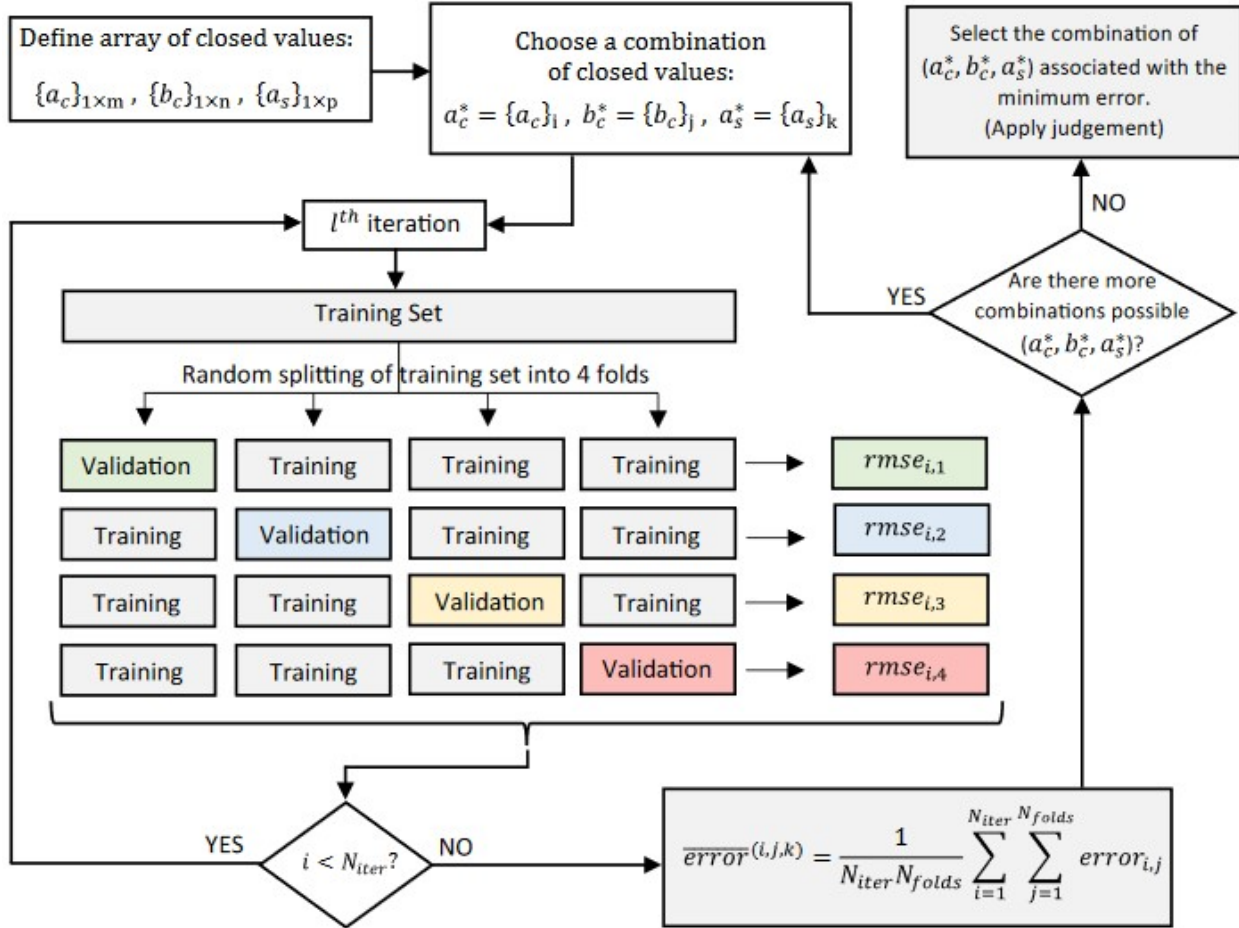 Define array of closed values:
{a_c}_{1×m} , {b_c}_{1×n} , {a_s}_{1×p}
Choose a combination
of closed values:
a_c^* = {a_c}_i , b_c^* = {b_c}_j , a_s^* = {a_s}_k
Select the combination of
(a_c^*, b_c^*, a_s^*) associated with the
minimum error.
(Apply judgement)
NO
Are there more
combinations possible
(a_c^*, b_c^*, a_s^*)?
YES
l^{th} iteration
Training Set
Random splitting of training set into 4 folds
Validation Training Training Training rmse_{i,1}
Training Validation Training Training rmse_{i,2}
Training Training Validation Training rmse_{i,3}
Training Training Training Validation rmse_{i,4}
YES
i < N_{iter}?
NO
\overline{error}^{(i,j,k)} = \frac{1}{N_{iter} N_{folds}} \sum_{i=1}^{N_{iter}} \sum_{j=1}^{N_{folds}} error_{i,j}